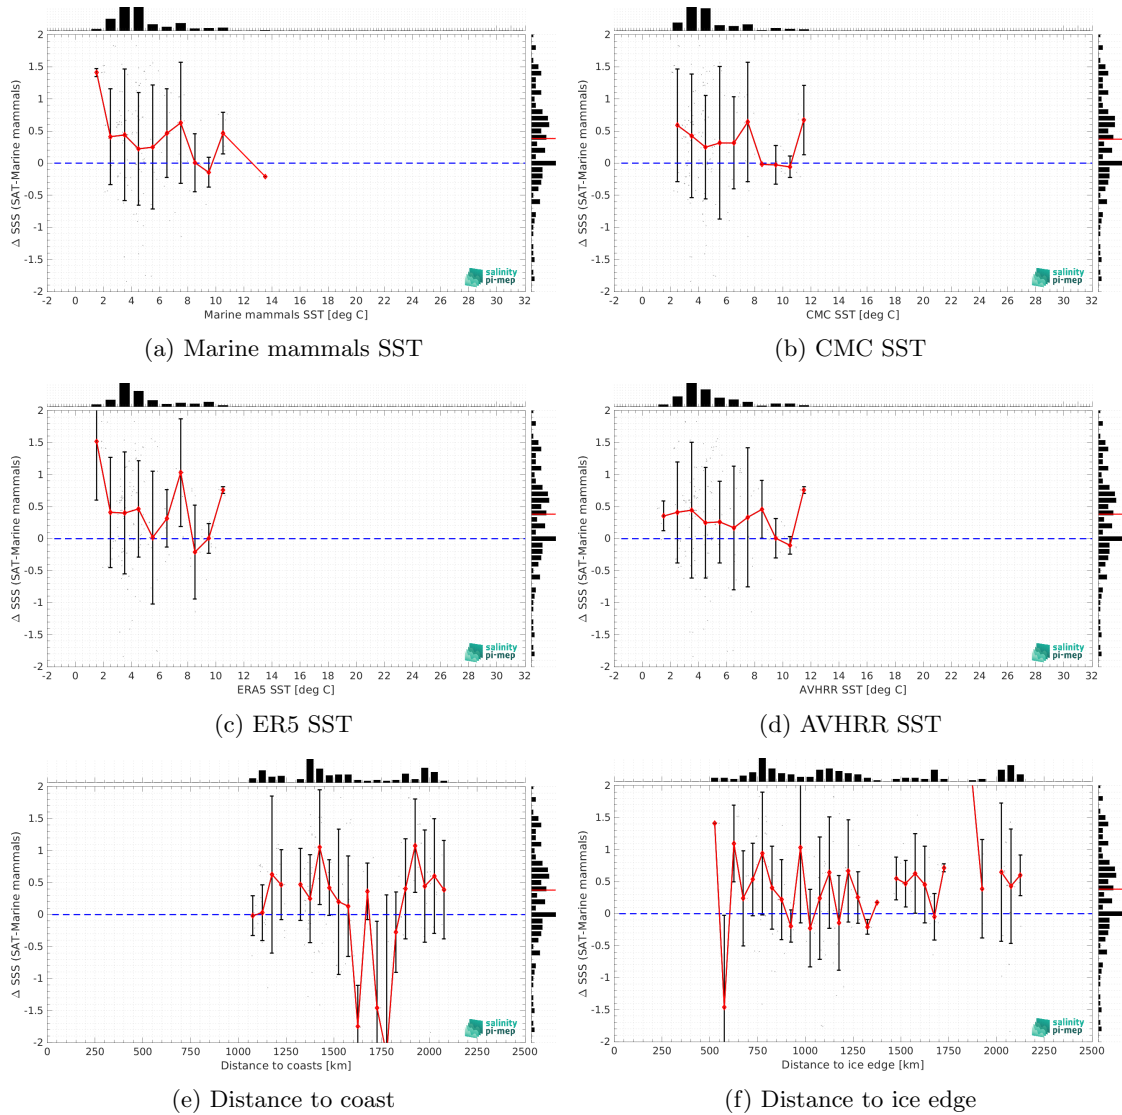 2
1.5
1
0.5
0
-0.5
-1
-1.5
-2
Δ SSS (SAT-Marine mammals)
-2 0 2 4 6 8 10 12 14 16 18 20 22 24 26 28 30 32
Marine mammals SST [deg C]
salinity
pi-mep
(a) Marine mammals SST
2
1.5
1
0.5
0
-0.5
-1
-1.5
-2
Δ SSS (SAT-Marine mammals)
-2 0 2 4 6 8 10 12 14 16 18 20 22 24 26 28 30 32
CMC SST [deg C]
salinity
pi-mep
(b) CMC SST
2
1.5
1
0.5
0
-0.5
-1
-1.5
-2
Δ SSS (SAT-Marine mammals)
-2 0 2 4 6 8 10 12 14 16 18 20 22 24 26 28 30 32
ERA5 SST [deg C]
salinity
pi-mep
(c) ER5 SST
2
1.5
1
0.5
0
-0.5
-1
-1.5
-2
Δ SSS (SAT-Marine mammals)
-2 0 2 4 6 8 10 12 14 16 18 20 22 24 26 28 30 32
AVHRR SST [deg C]
salinity
pi-mep
(d) AVHRR SST
2
1.5
1
0.5
0
-0.5
-1
-1.5
-2
Δ SSS (SAT-Marine mammals)
0 250 500 750 1000 1250 1500 1750 2000 2250 2500
Distance to coasts [km]
salinity
pi-mep
(e) Distance to coast
2
1.5
1
0.5
0
-0.5
-1
-1.5
-2
Δ SSS (SAT-Marine mammals)
0 250 500 750 1000 1250 1500 1750 2000 2250 2500
Distance to ice edge [km]
salinity
pi-mep
(f) Distance to ice edge